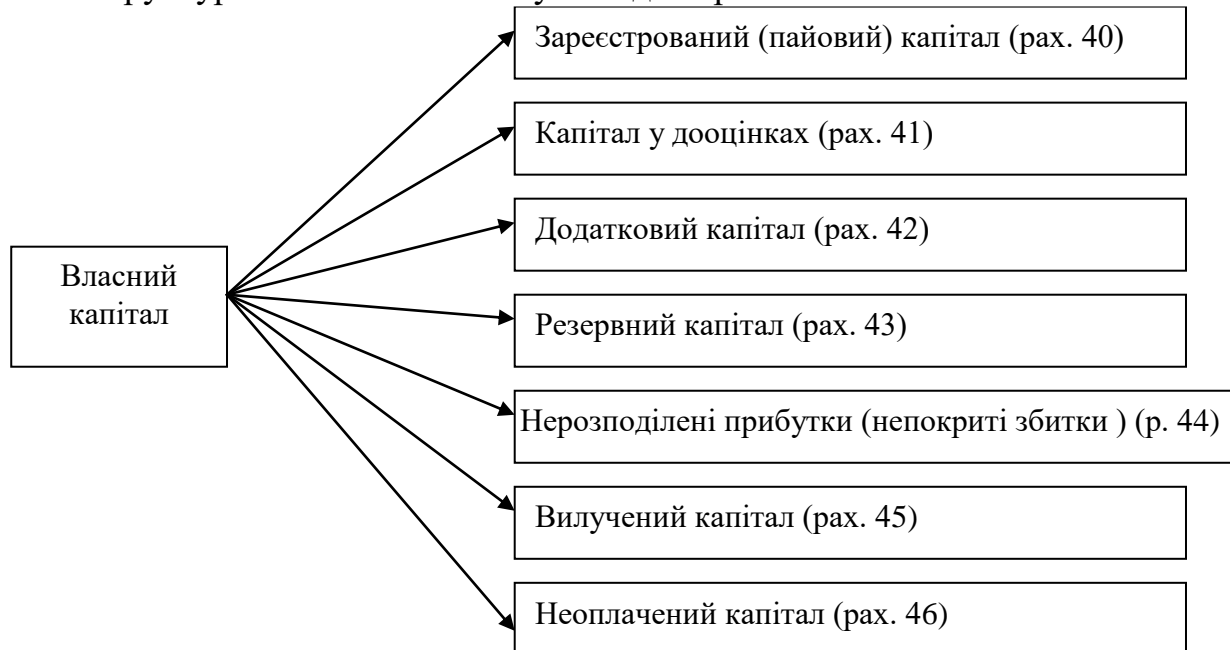 Зареєстрований (пайовий) капітал (рах. 40)
Капітал у дооцінках (рах. 41)
Додатковий капітал (рах. 42)
Власний
капітал
Резервний капітал (рах. 43)
Нерозподілені прибутки (непокриті збитки ) (р. 44)
Вилучений капітал (рах. 45)
Неоплачений капітал (рах. 46)